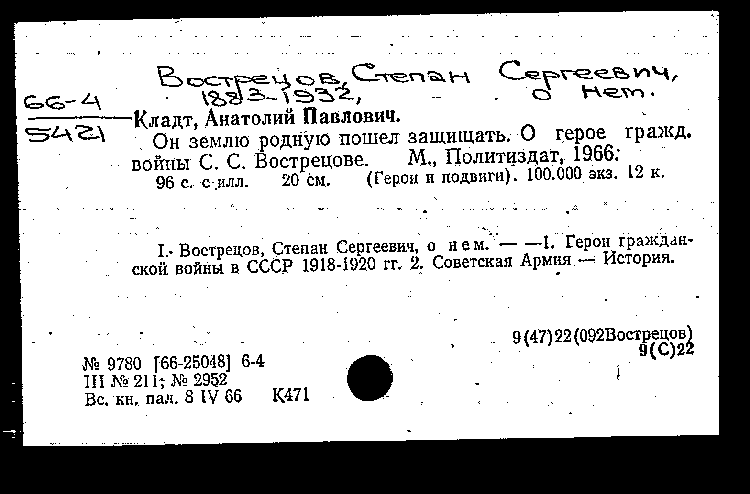 Вострецов, Степан Сергеевич,
1883-1932, о нем.
66-4
5421
Кладт, Анатолий Павлович.
Он землю родную пошел защищать. О герое гражд.
войны С. С. Вострецове. М., Политиздат, 1966.
96 с. с илл. 20 см. (Герои и подвиги). 100.000 экз. 12 к.
I. Вострецов, Степан Сергеевич, о нем. — —1. Герои граждан-
ской войны в СССР 1918-1920 гг. 2. Советская Армия — История.
9(47)22(092Вострецов)
9(С)22
№ 9780 [66-25048] 6-4
Ш № 211; № 2952
Вс. кн. пал. 8 IV 66 К471